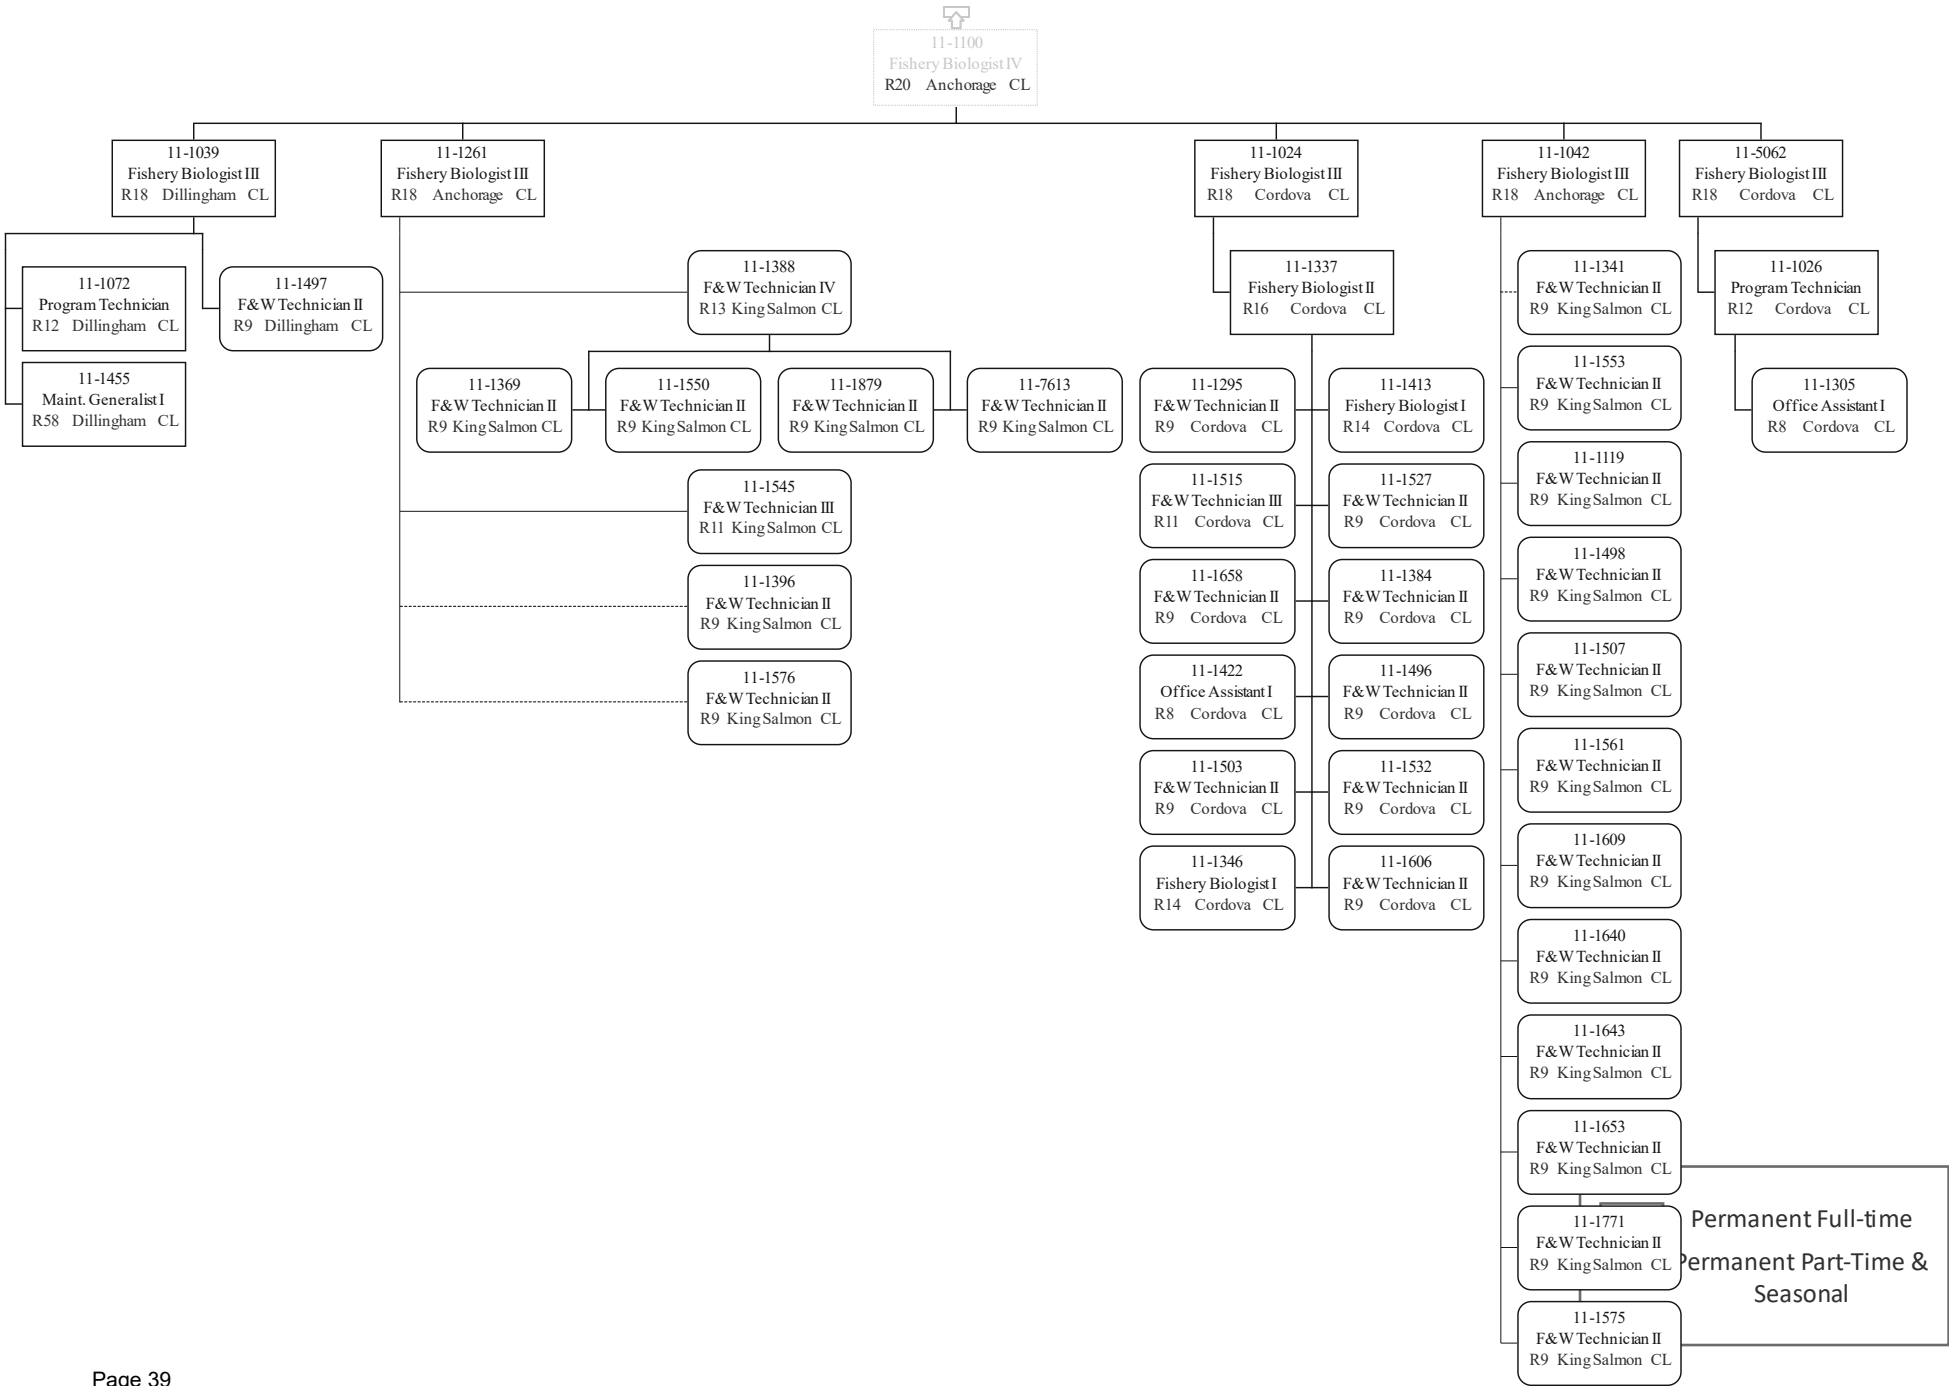 11-1100
Fishery Biologist IV
R20 Anchorage CL
11-1039
Fishery Biologist III
R18 Dillingham CL
11-1072
Program Technician
R12 Dillingham CL
11-1455
Maint. Generalist I
R58 Dillingham CL
11-1497
F&W Technician II
R9 Dillingham CL
11-1261
Fishery Biologist III
R18 Anchorage CL
11-1388
F&W Technician IV
R13 King Salmon CL
11-1369
F&W Technician II
R9 King Salmon CL
11-1550
F&W Technician II
R9 King Salmon CL
11-1879
F&W Technician II
R9 King Salmon CL
11-7613
F&W Technician II
R9 King Salmon CL
11-1545
F&W Technician III
R11 King Salmon CL
11-1396
F&W Technician II
R9 King Salmon CL
11-1576
F&W Technician II
R9 King Salmon CL
11-1024
Fishery Biologist III
R18 Cordova CL
11-1337
Fishery Biologist II
R16 Cordova CL
11-1295
F&W Technician II
R9 Cordova CL
11-1413
Fishery Biologist I
R14 Cordova CL
11-1515
F&W Technician III
R11 Cordova CL
11-1527
F&W Technician II
R9 Cordova CL
11-1658
F&W Technician II
R9 Cordova CL
11-1384
F&W Technician II
R9 Cordova CL
11-1422
Office Assistant I
R8 Cordova CL
11-1496
F&W Technician II
R9 Cordova CL
11-1503
F&W Technician II
R9 Cordova CL
11-1532
F&W Technician II
R9 Cordova CL
11-1346
Fishery Biologist I
R14 Cordova CL
11-1606
F&W Technician II
R9 Cordova CL
11-1042
Fishery Biologist III
R18 Anchorage CL
11-1341
F&W Technician II
R9 King Salmon CL
11-1553
F&W Technician II
R9 King Salmon CL
11-1119
F&W Technician II
R9 King Salmon CL
11-1498
F&W Technician II
R9 King Salmon CL
11-1507
F&W Technician II
R9 King Salmon CL
11-1561
F&W Technician II
R9 King Salmon CL
11-1609
F&W Technician II
R9 King Salmon CL
11-1640
F&W Technician II
R9 King Salmon CL
11-1643
F&W Technician II
R9 King Salmon CL
11-1653
F&W Technician II
R9 King Salmon CL
11-1771
F&W Technician II
R9 King Salmon CL
11-1575
F&W Technician II
R9 King Salmon CL
11-5062
Fishery Biologist III
R18 Cordova CL
11-1026
Program Technician
R12 Cordova CL
11-1305
Office Assistant I
R8 Cordova CL
Permanent Full-time
Permanent Part-Time &
Seasonal
Page 39